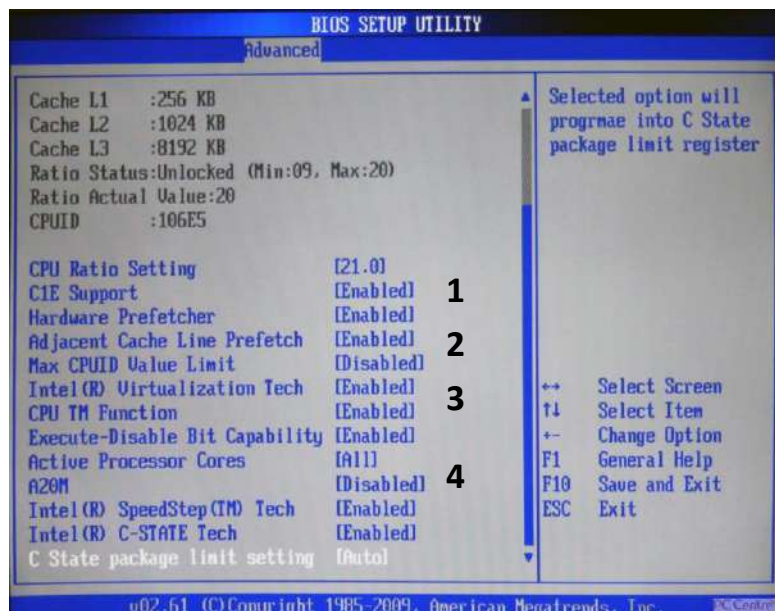 BIOS SETUP UTILITY
Advanced
Cache L1 :256 KB
Cache L2 :1024 KB
Cache L3 :8192 KB
Ratio Status:Unlocked (Min:09, Max:20)
Ratio Actual Value:20
CPUID :106E5
CPU Ratio Setting [21.0]
C1E Support [Enabled] 1
Hardware Prefetcher [Enabled]
Adjacent Cache Line Prefetch [Enabled] 2
Max CPUID Value Limit [Disabled]
Intel(R) Virtualization Tech [Enabled] 3
CPU TM Function [Enabled]
Execute-Disable Bit Capability [Enabled]
Active Processor Cores [All]
A20M [Disabled] 4
Intel(R) SpeedStep(TM) Tech [Enabled]
Intel(R) C-STATE Tech [Enabled]
C State package limit setting [Auto]
Selected option will
progrmae into C State
package limit register
←→ Select Screen
↑↓ Select Item
+- Change Option
F1 General Help
F10 Save and Exit
ESC Exit
v02.61 (C)Copyright 1985-2009, American Megatrends, Inc.